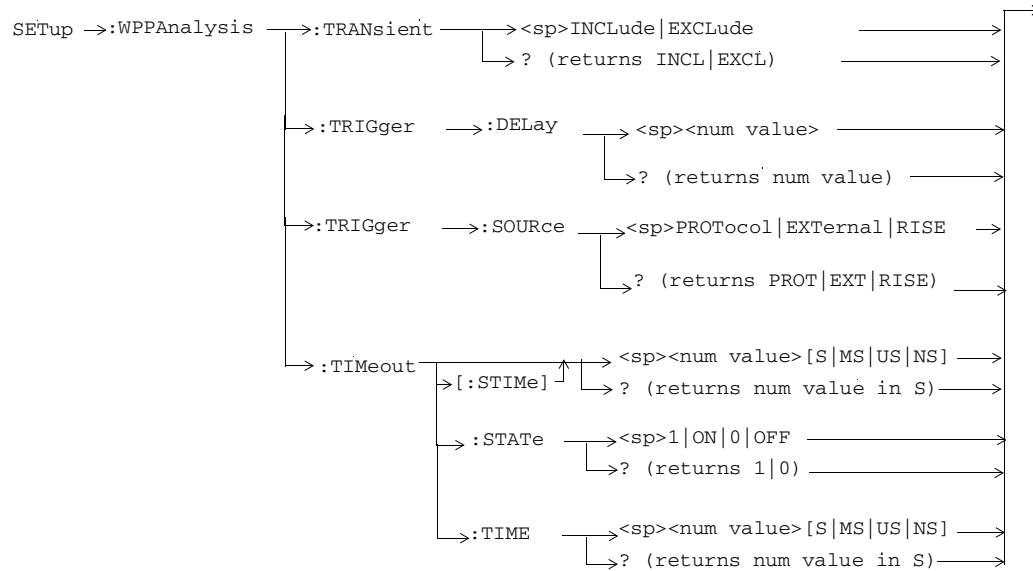 SETup :WPPAnalysis :TRANsient <sp>INCLude|EXCLude
? (returns INCL|EXCL)
:TRIGger :DELay <sp><num value>
? (returns num value)
:TRIGger :SOURce <sp>PROTocol|EXTernal|RISE
? (returns PROT|EXT|RISE)
:TIMeout <sp><num value>[S|MS|US|NS]
[:STIMe] ? (returns num value in S)
:STATe <sp>1|ON|0|OFF
? (returns 1|0)
:TIME <sp><num value>[S|MS|US|NS]
? (returns num value in S)